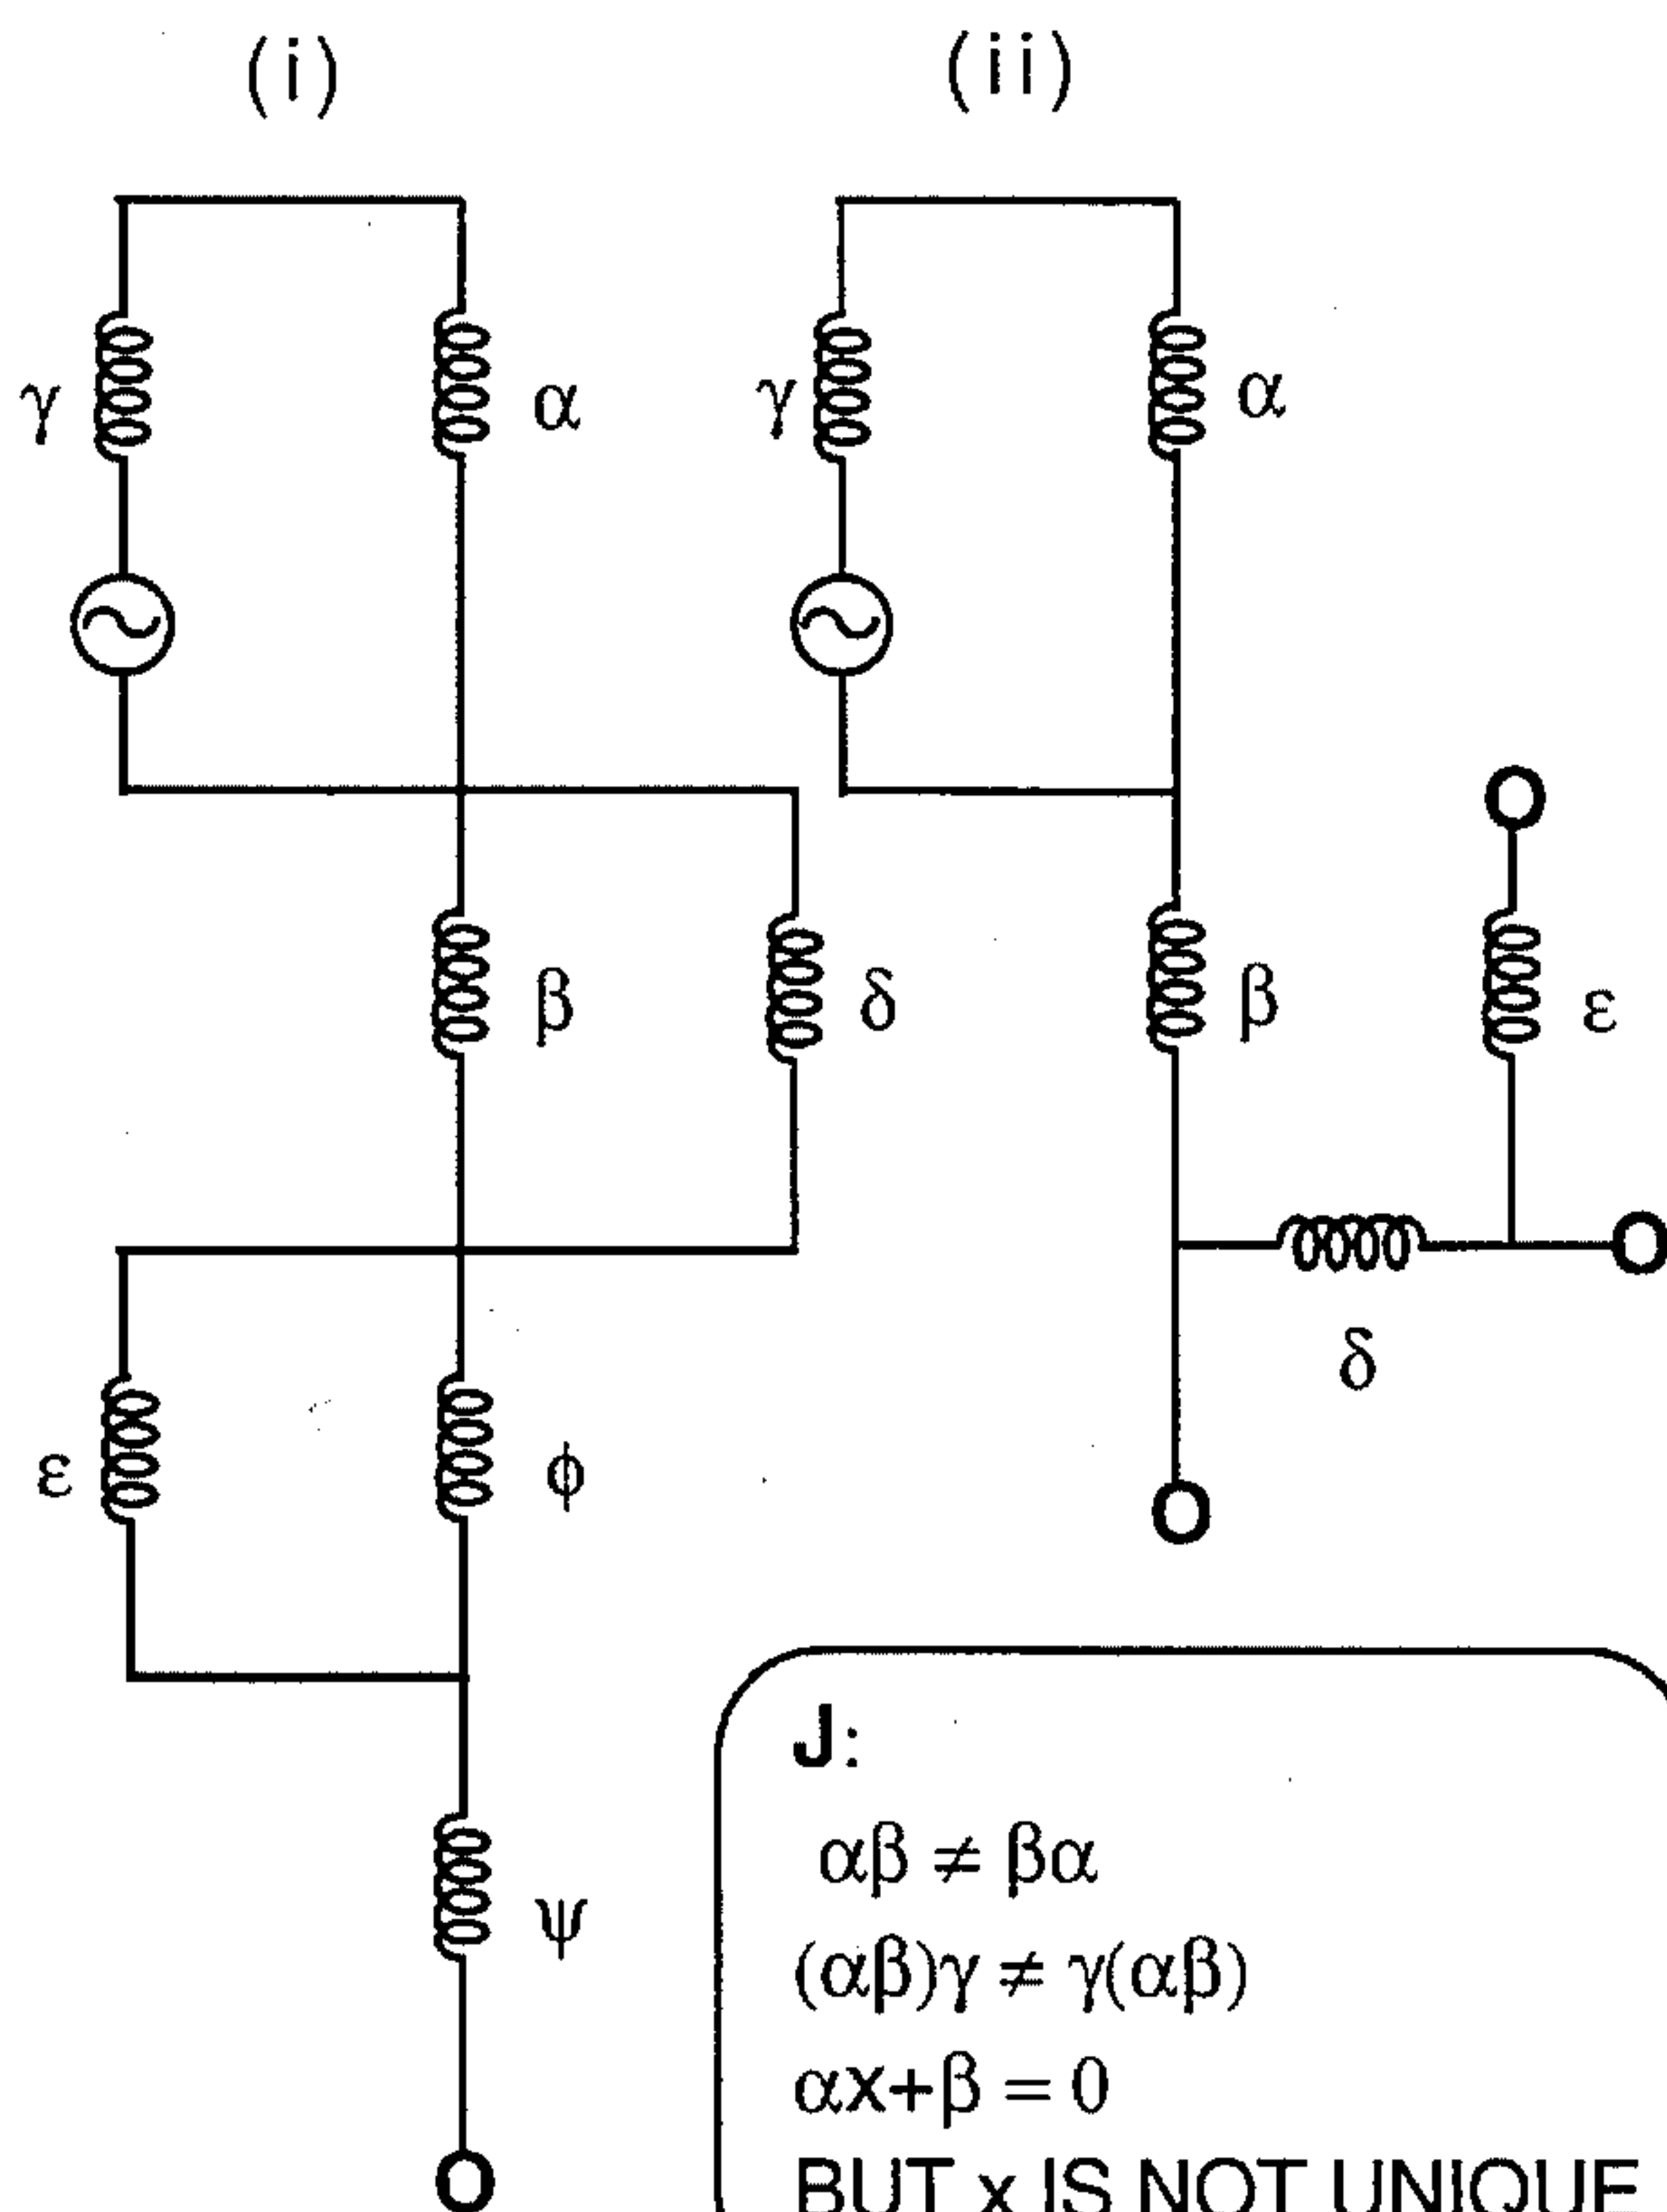 (i) (ii)
γ α γ α
β δ β ε
δ
ε φ
ψ
J:
αβ ≠ βα
(αβ)γ ≠ γ(αβ)
αx+β = 0
BUT x IS NOT UNIQUE